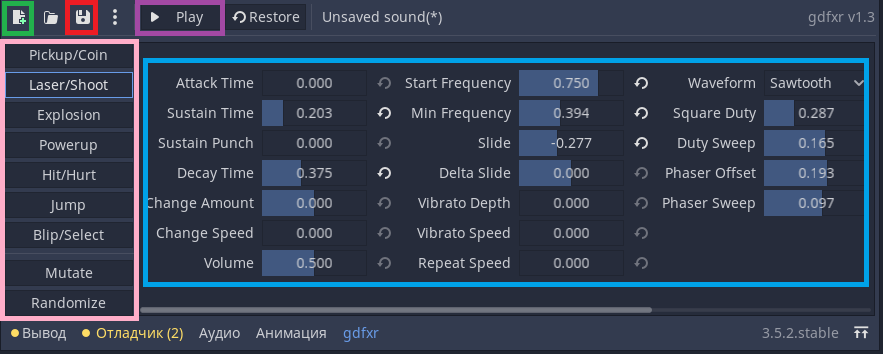 Play Restore Unsaved sound(*) gdfxr v1.3
Pickup/Coin
Laser/Shoot
Explosion
Powerup
Hit/Hurt
Jump
Blip/Select
Mutate
Randomize
Attack Time 0.000 Start Frequency 0.750 Waveform Sawtooth
Sustain Time 0.203 Min Frequency 0.394 Square Duty 0.287
Sustain Punch 0.000 Slide -0.277 Duty Sweep 0.165
Decay Time 0.375 Delta Slide 0.000 Phaser Offset 0.193
Change Amount 0.000 Vibrato Depth 0.000 Phaser Sweep 0.097
Change Speed 0.000 Vibrato Speed 0.000
Volume 0.500 Repeat Speed 0.000
Вывод Отладчик (2) Аудио Анимация gdfxr 3.5.2.stable